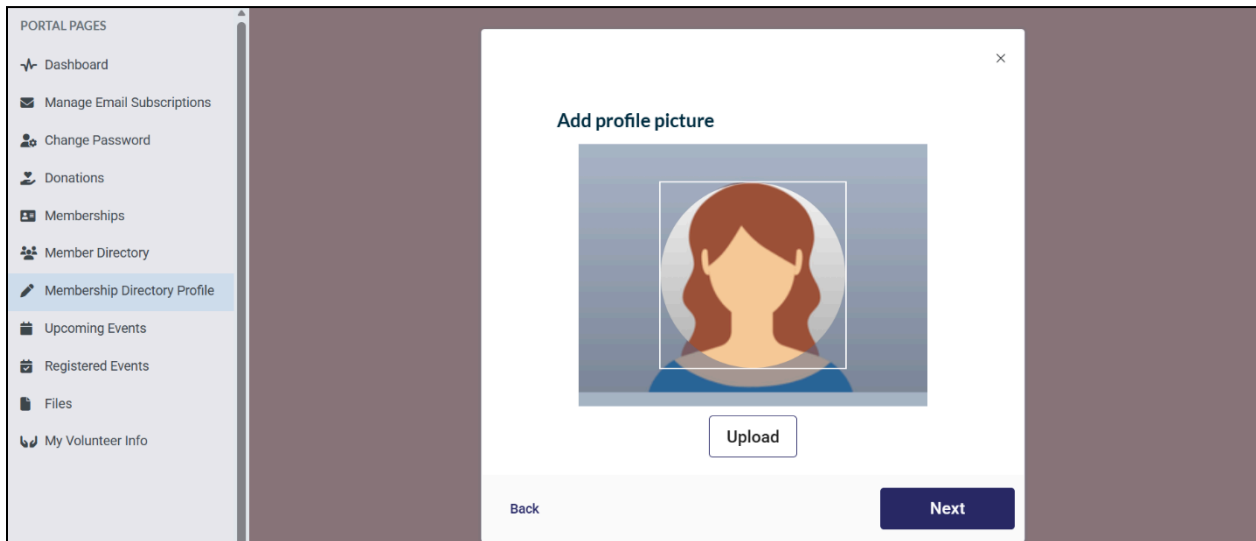 PORTAL PAGES
Dashboard
Manage Email Subscriptions
Change Password
Donations
Memberships
Member Directory
Membership Directory Profile
Upcoming Events
Registered Events
Files
My Volunteer Info
×
Add profile picture
Upload
Back
Next